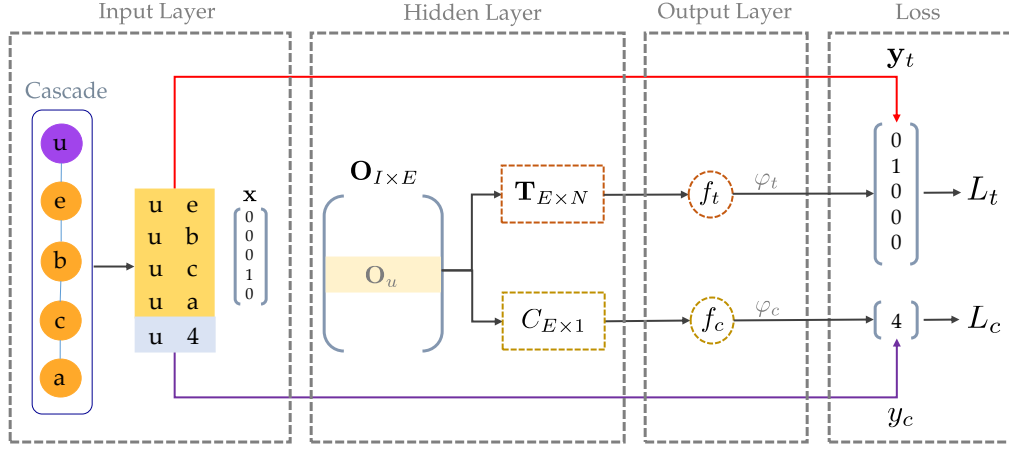 Input Layer
Hidden Layer
Output Layer
Loss
Cascade
u
e
b
c
a
u e
u b
u c
u a
u 4
x
0
0
0
1
0
O_{I×E}
O_u
T_{E×N}
C_{E×1}
f_t
φ_t
f_c
φ_c
y_t
0
1
0
0
0
L_t
4
L_c
y_c